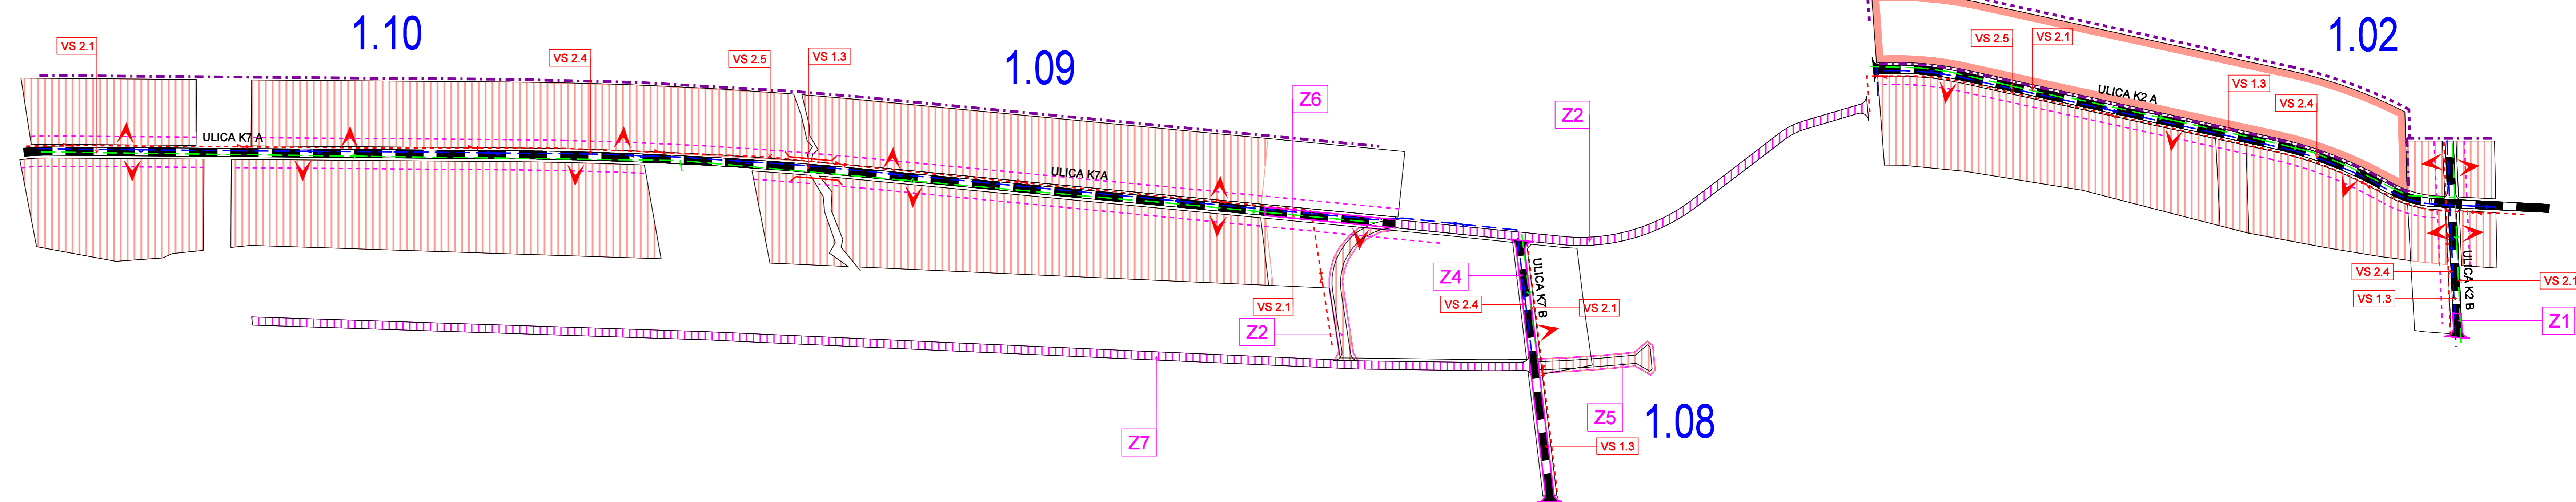 1.10
1.02
VS 2.5
VS 2.1
VS 2.1
VS 2.4
VS 2.5
VS 1.3
1.09
VS 1.3
ULICA K2 A
VS 2.4
Z6
Z2
ULICA K7 A
ULICA K7A
Z4
ULICA K7 B
VS 2.4
VS 2.1
VS 2.1
Z2
VS 2.4
VS 2.1
VS 1.3
ULICA K2 B
Z1
Z5
1.08
Z7
VS 1.3